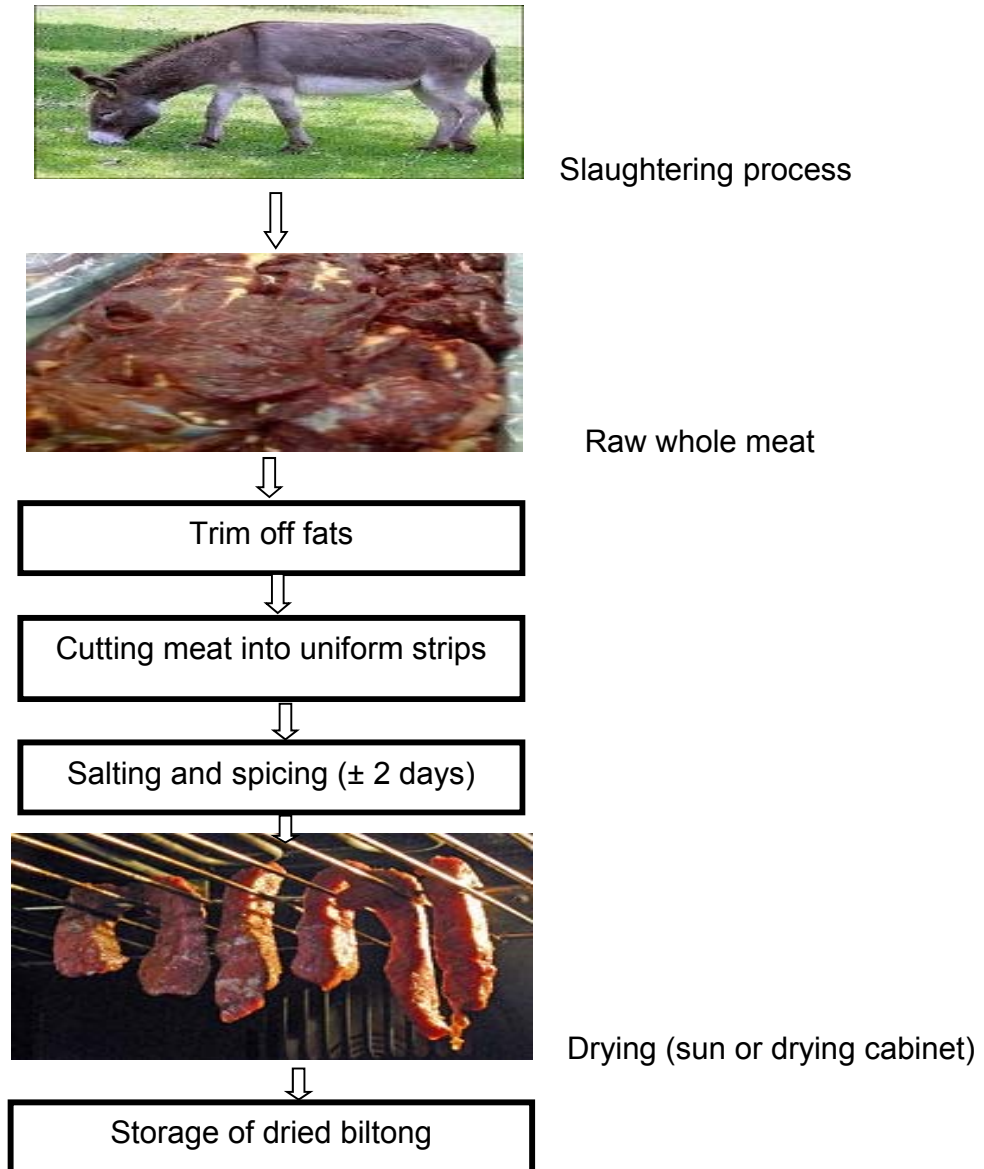 Slaughtering process
Raw whole meat
Trim off fats
Cutting meat into uniform strips
Salting and spicing (± 2 days)
Drying (sun or drying cabinet)
Storage of dried biltong